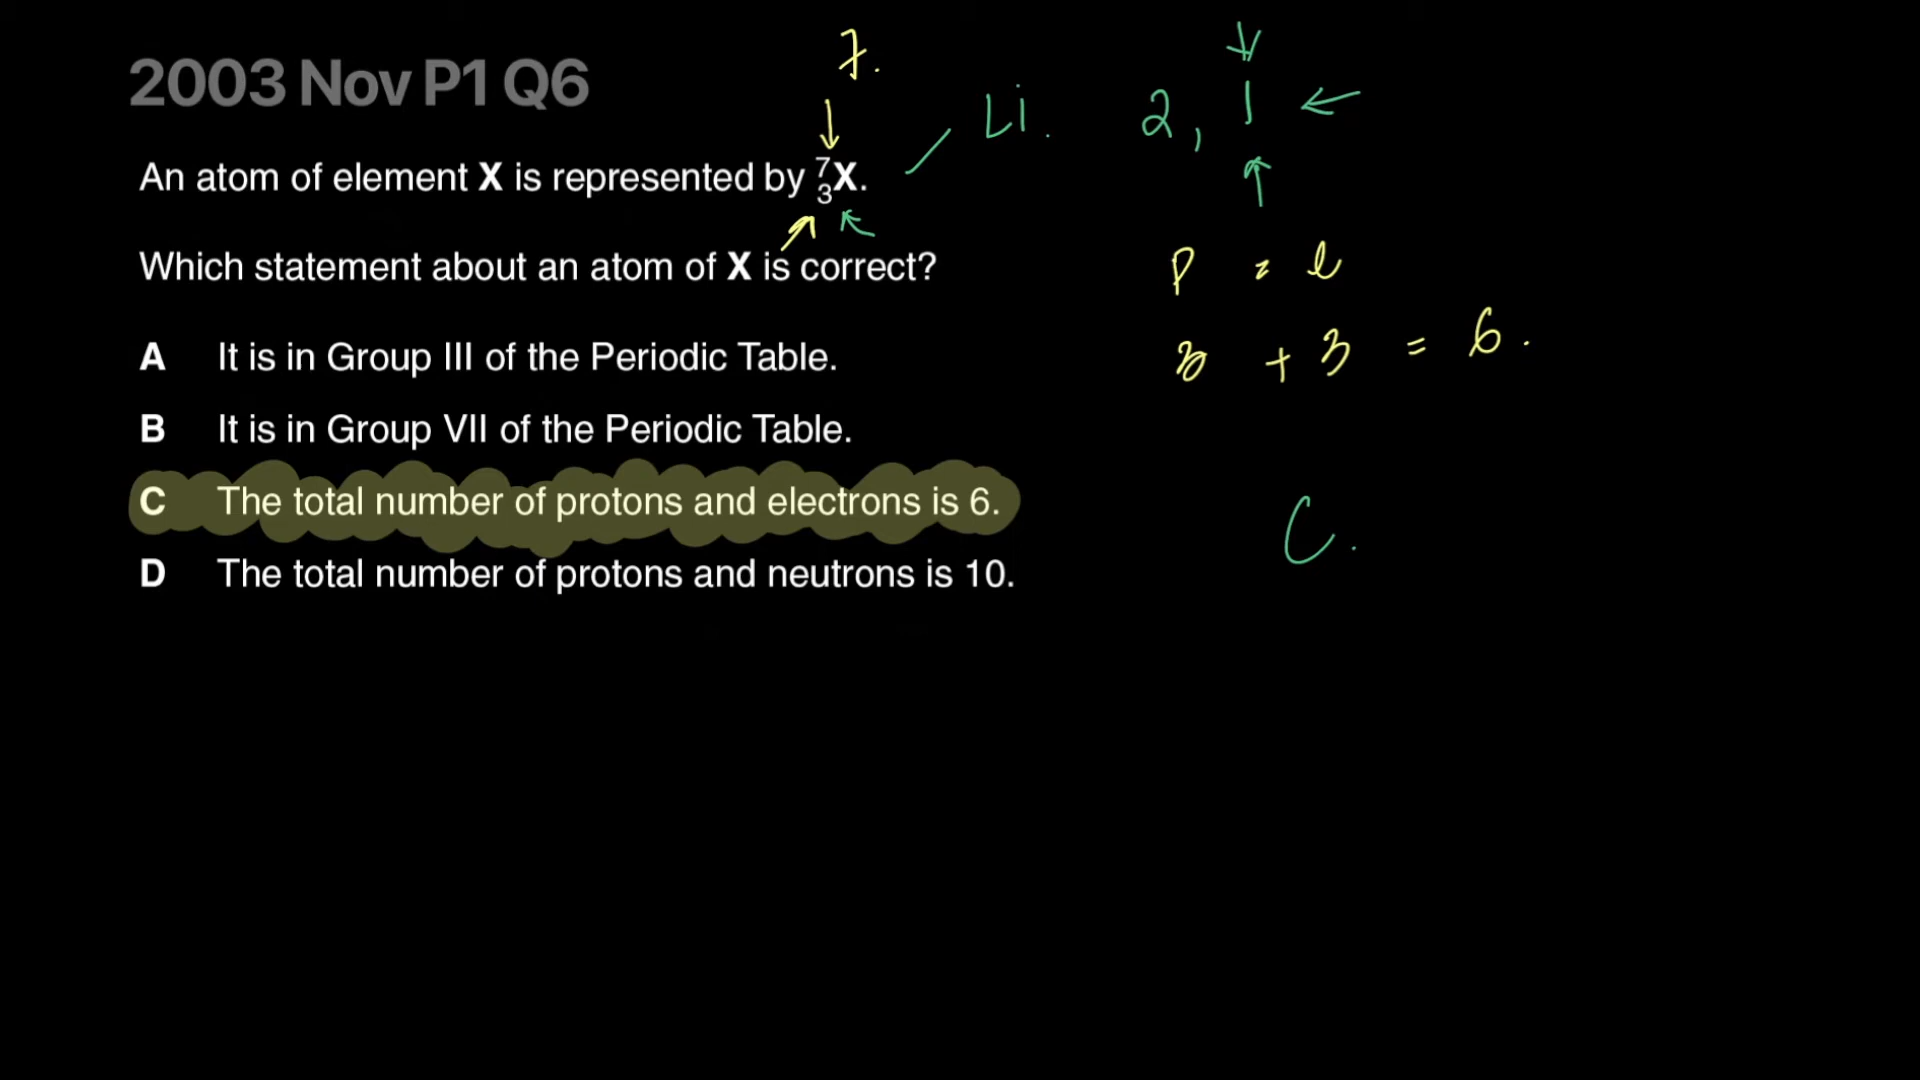 2003 Nov P1 Q6
7.
Li. 2, 1
An atom of element X is represented by ⁷₃X.
Which statement about an atom of X is correct?
p = e
3 + 3 = 6.
A It is in Group III of the Periodic Table.
B It is in Group VII of the Periodic Table.
C The total number of protons and electrons is 6.
C.
D The total number of protons and neutrons is 10.